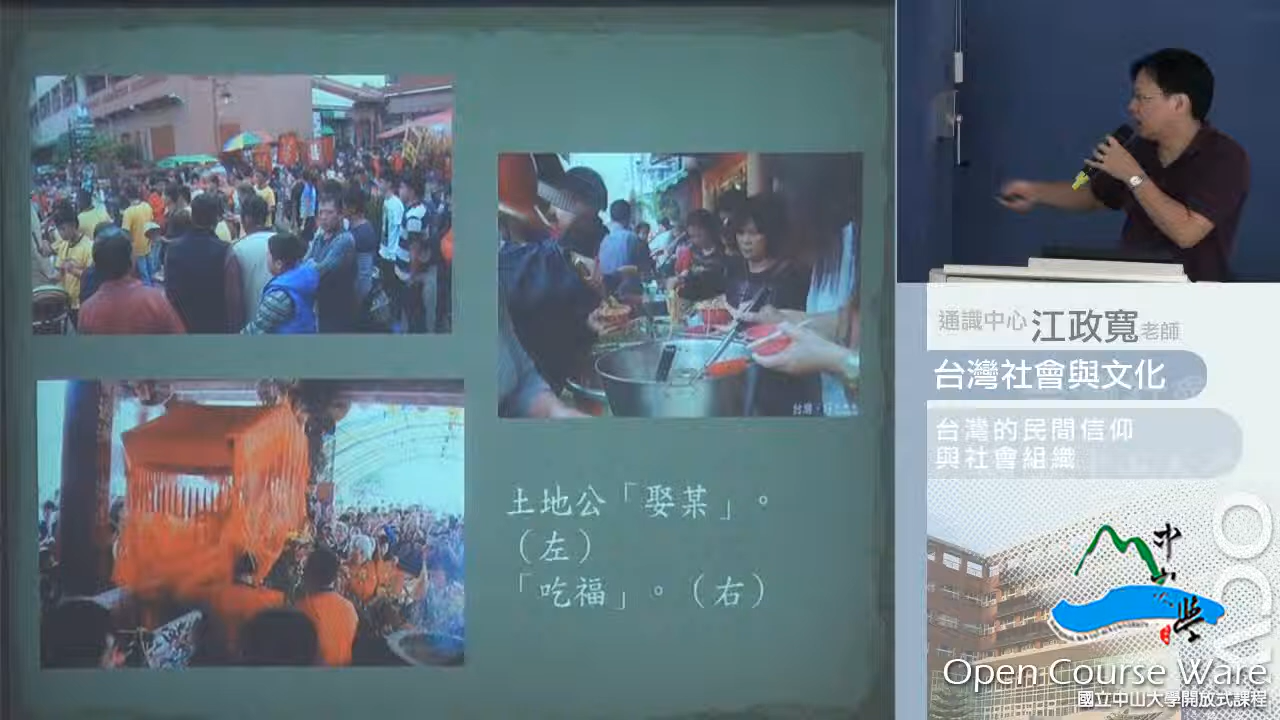 土地公「娶某」。
（左）
「吃福」。（右）
通識中心江政寬老師
台灣社會與文化
台灣的民間信仰
與社會組織
Open Course Ware
國立中山大學開放式課程